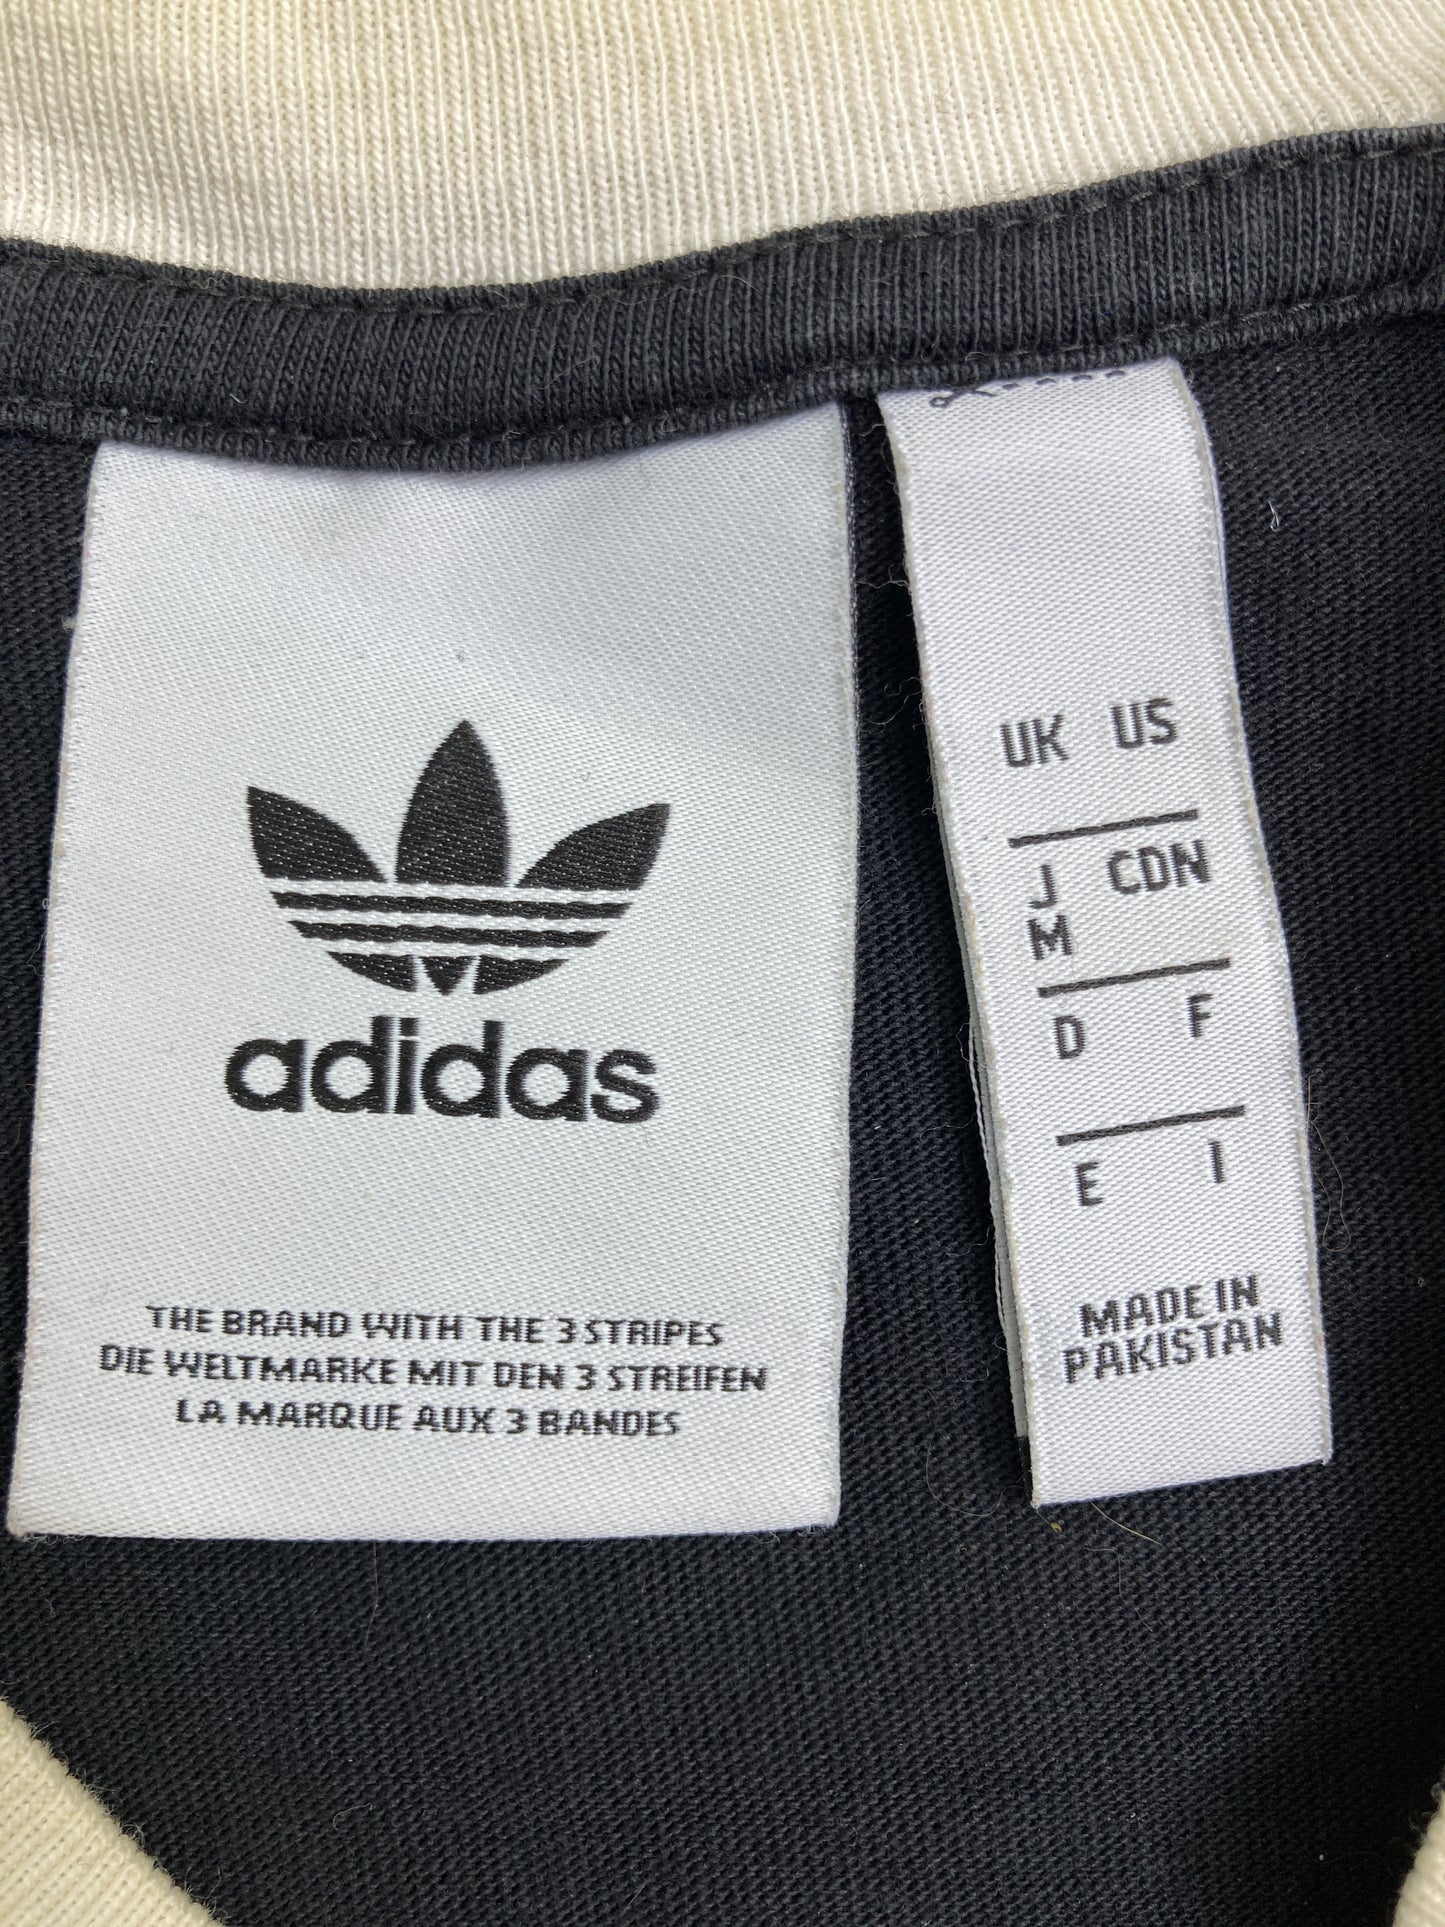 adidas
THE BRAND WITH THE 3 STRIPES
DIE WELTMARKE MIT DEN 3 STREIFEN
LA MARQUE AUX 3 BANDES
UK US
J CDN
M
D F
E I
MADE IN
PAKISTAN